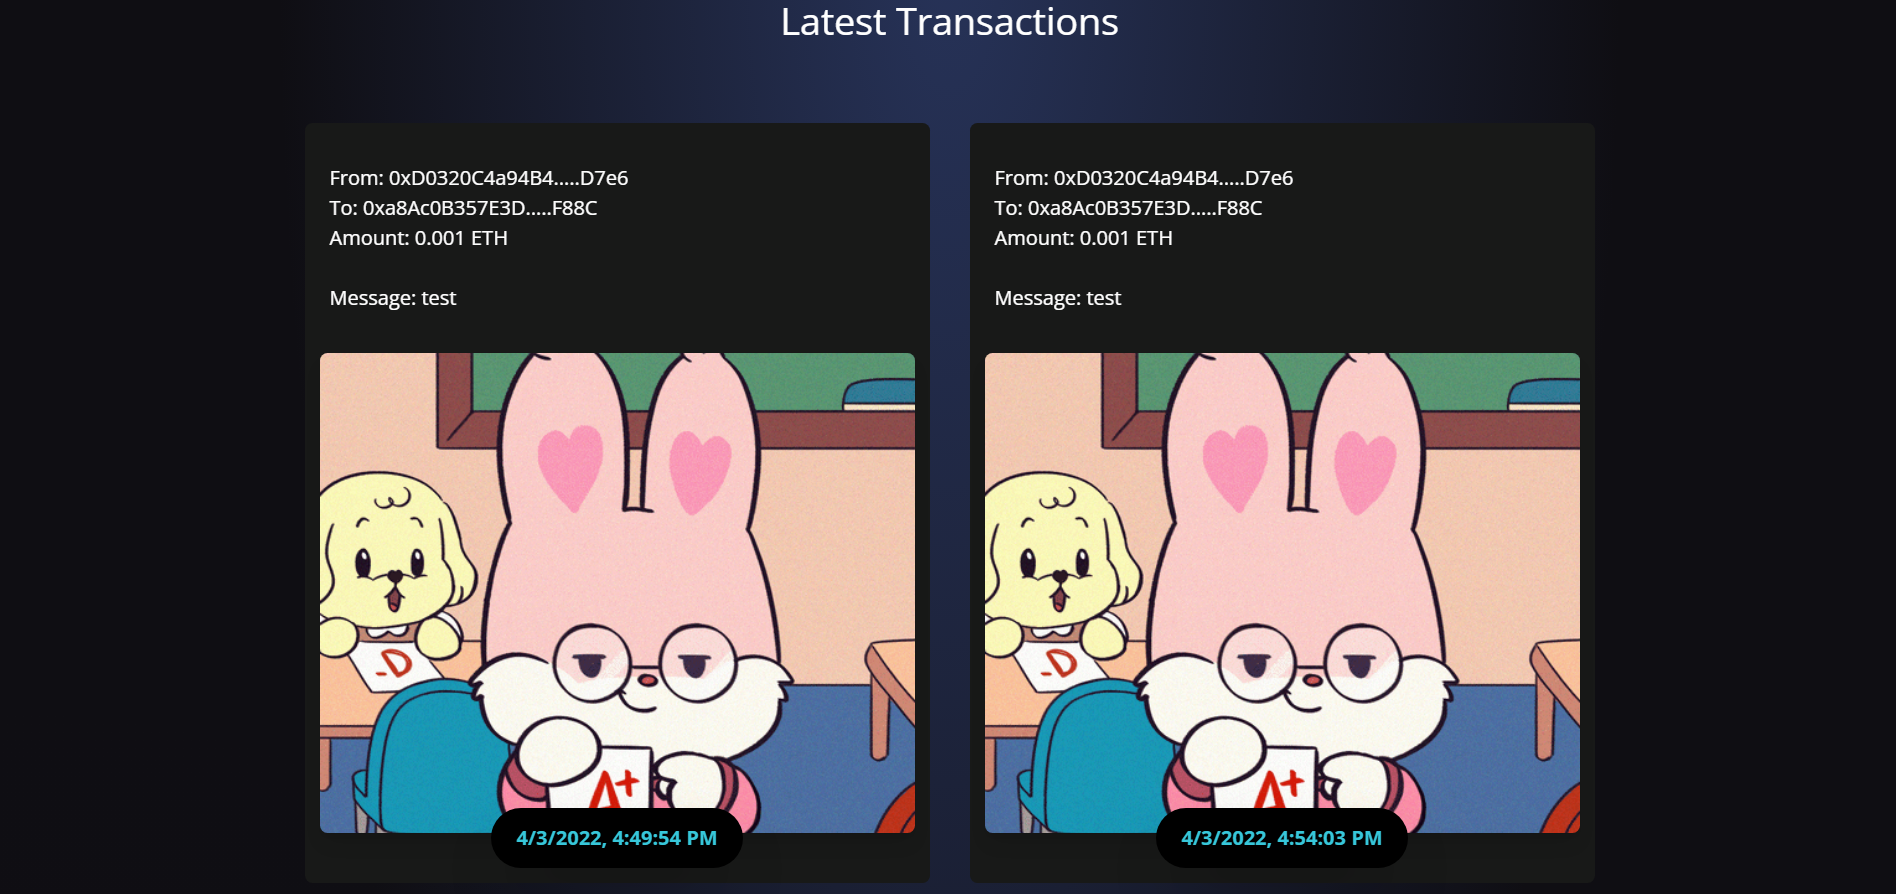 Latest Transactions
From: 0xD0320C4a94B4.....D7e6
To: 0xa8Ac0B357E3D.....F88C
Amount: 0.001 ETH
Message: test
-D
A+
4/3/2022, 4:49:54 PM
From: 0xD0320C4a94B4.....D7e6
To: 0xa8Ac0B357E3D.....F88C
Amount: 0.001 ETH
Message: test
-D
A+
4/3/2022, 4:54:03 PM